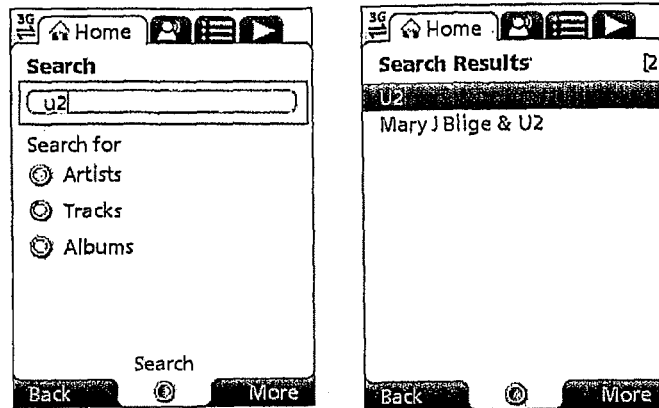 3G
Home
Search
u2
Search for
Artists
Tracks
Albums
Search
Back More
3G
Home
Search Results [2
U2
Mary J Blige & U2
Back More